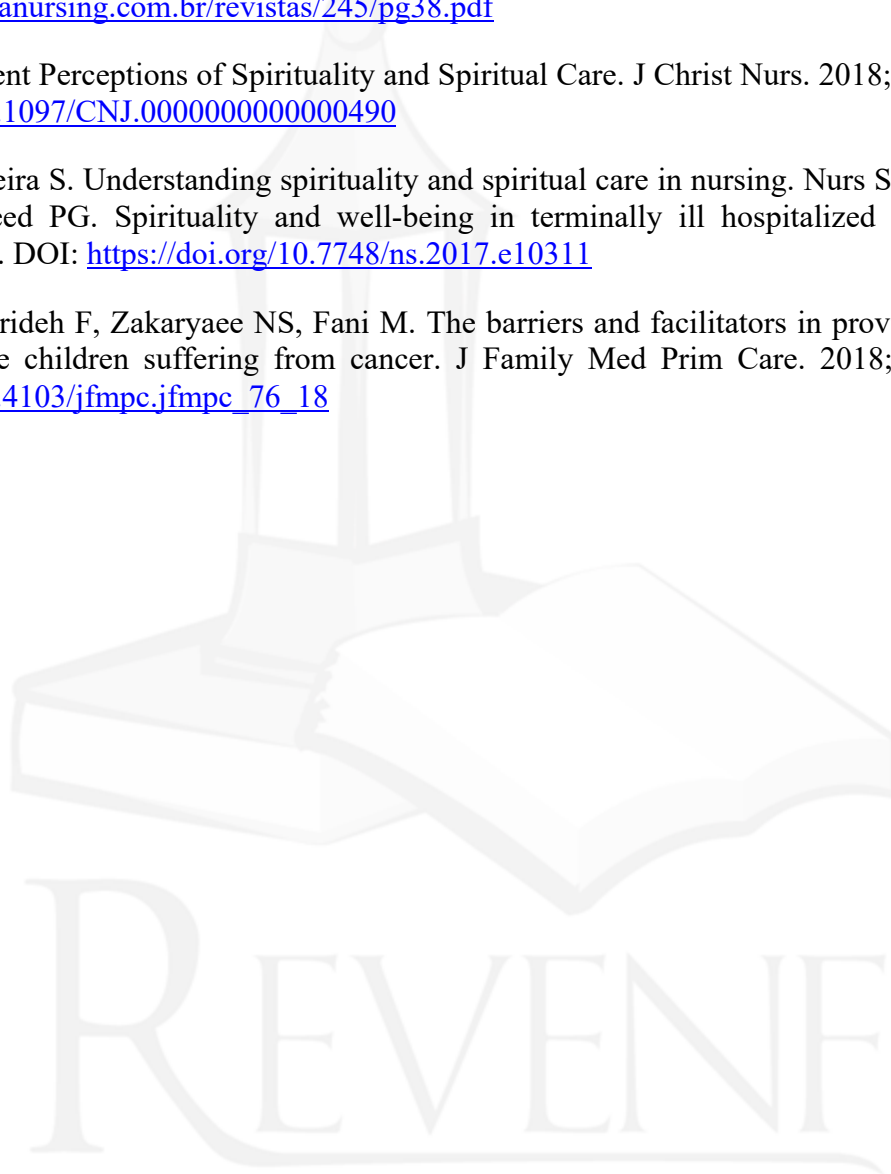 anursing.com.br/revistas/245/pg38.pdf
ent Perceptions of Spirituality and Spiritual Care. J Christ Nurs. 2018;
.1097/CNJ.0000000000000490
eira S. Understanding spirituality and spiritual care in nursing. Nurs S
eed PG. Spirituality and well-being in terminally ill hospitalized
. DOI: https://doi.org/10.7748/ns.2017.e10311
rideh F, Zakaryaee NS, Fani M. The barriers and facilitators in prov
e children suffering from cancer. J Family Med Prim Care. 2018;
.4103/jfmpc.jfmpc_76_18
REVENF